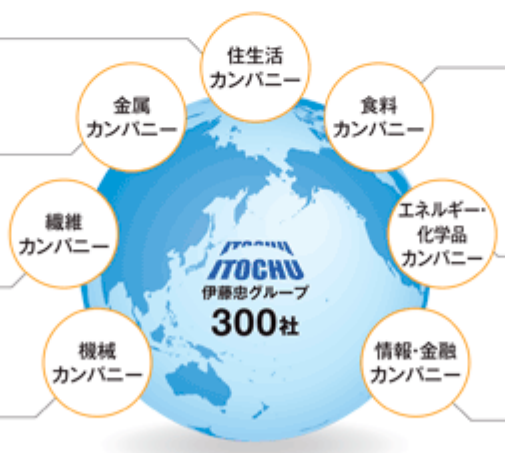 住生活
カンパニー
金属
カンパニー
食料
カンパニー
繊維
カンパニー
エネルギー・
化学品
カンパニー
ITOCHU
ITOCHU
伊藤忠グループ
300社
機械
カンパニー
情報・金融
カンパニー